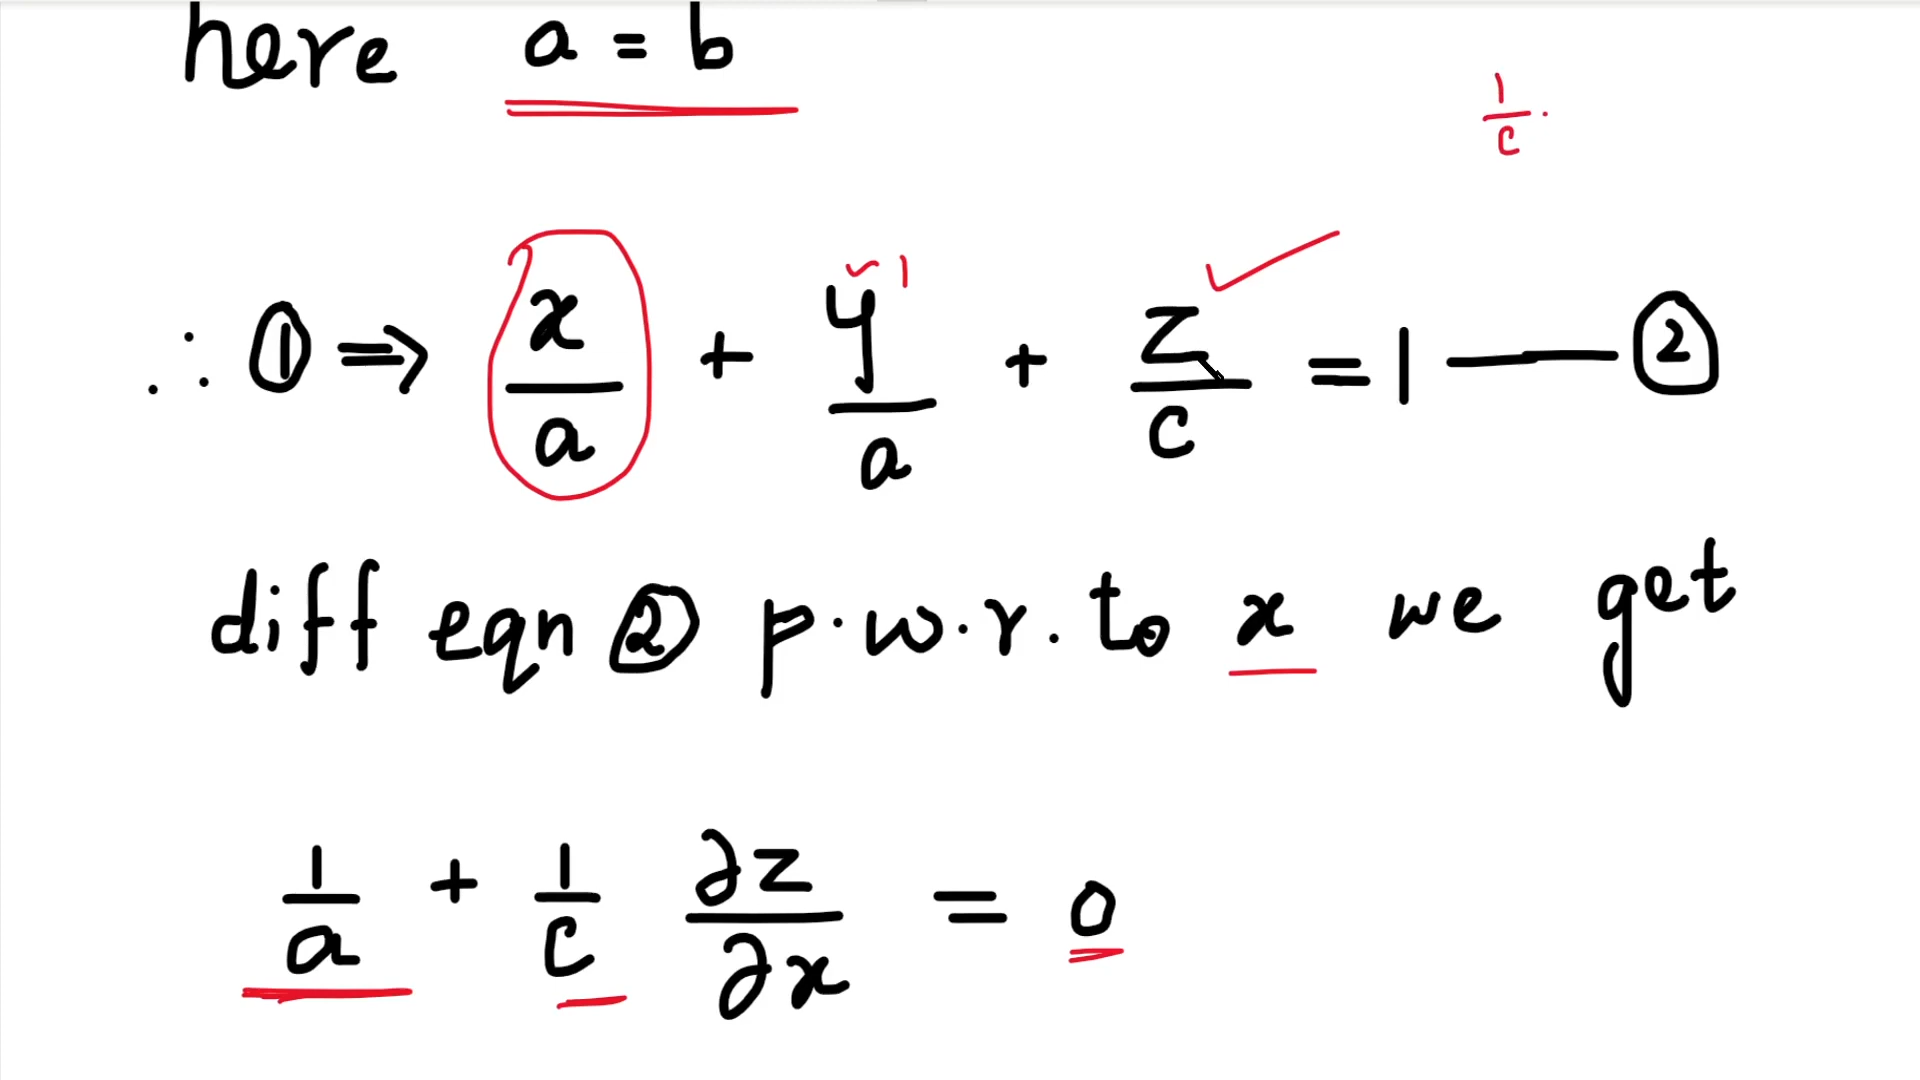 here a = b
1/c ·
∴ ① ⇒ x/a + y/a + z/c = 1 — ②
diff eqn ② p.w.r.to x we get
1/a + 1/c ∂z/∂x = 0